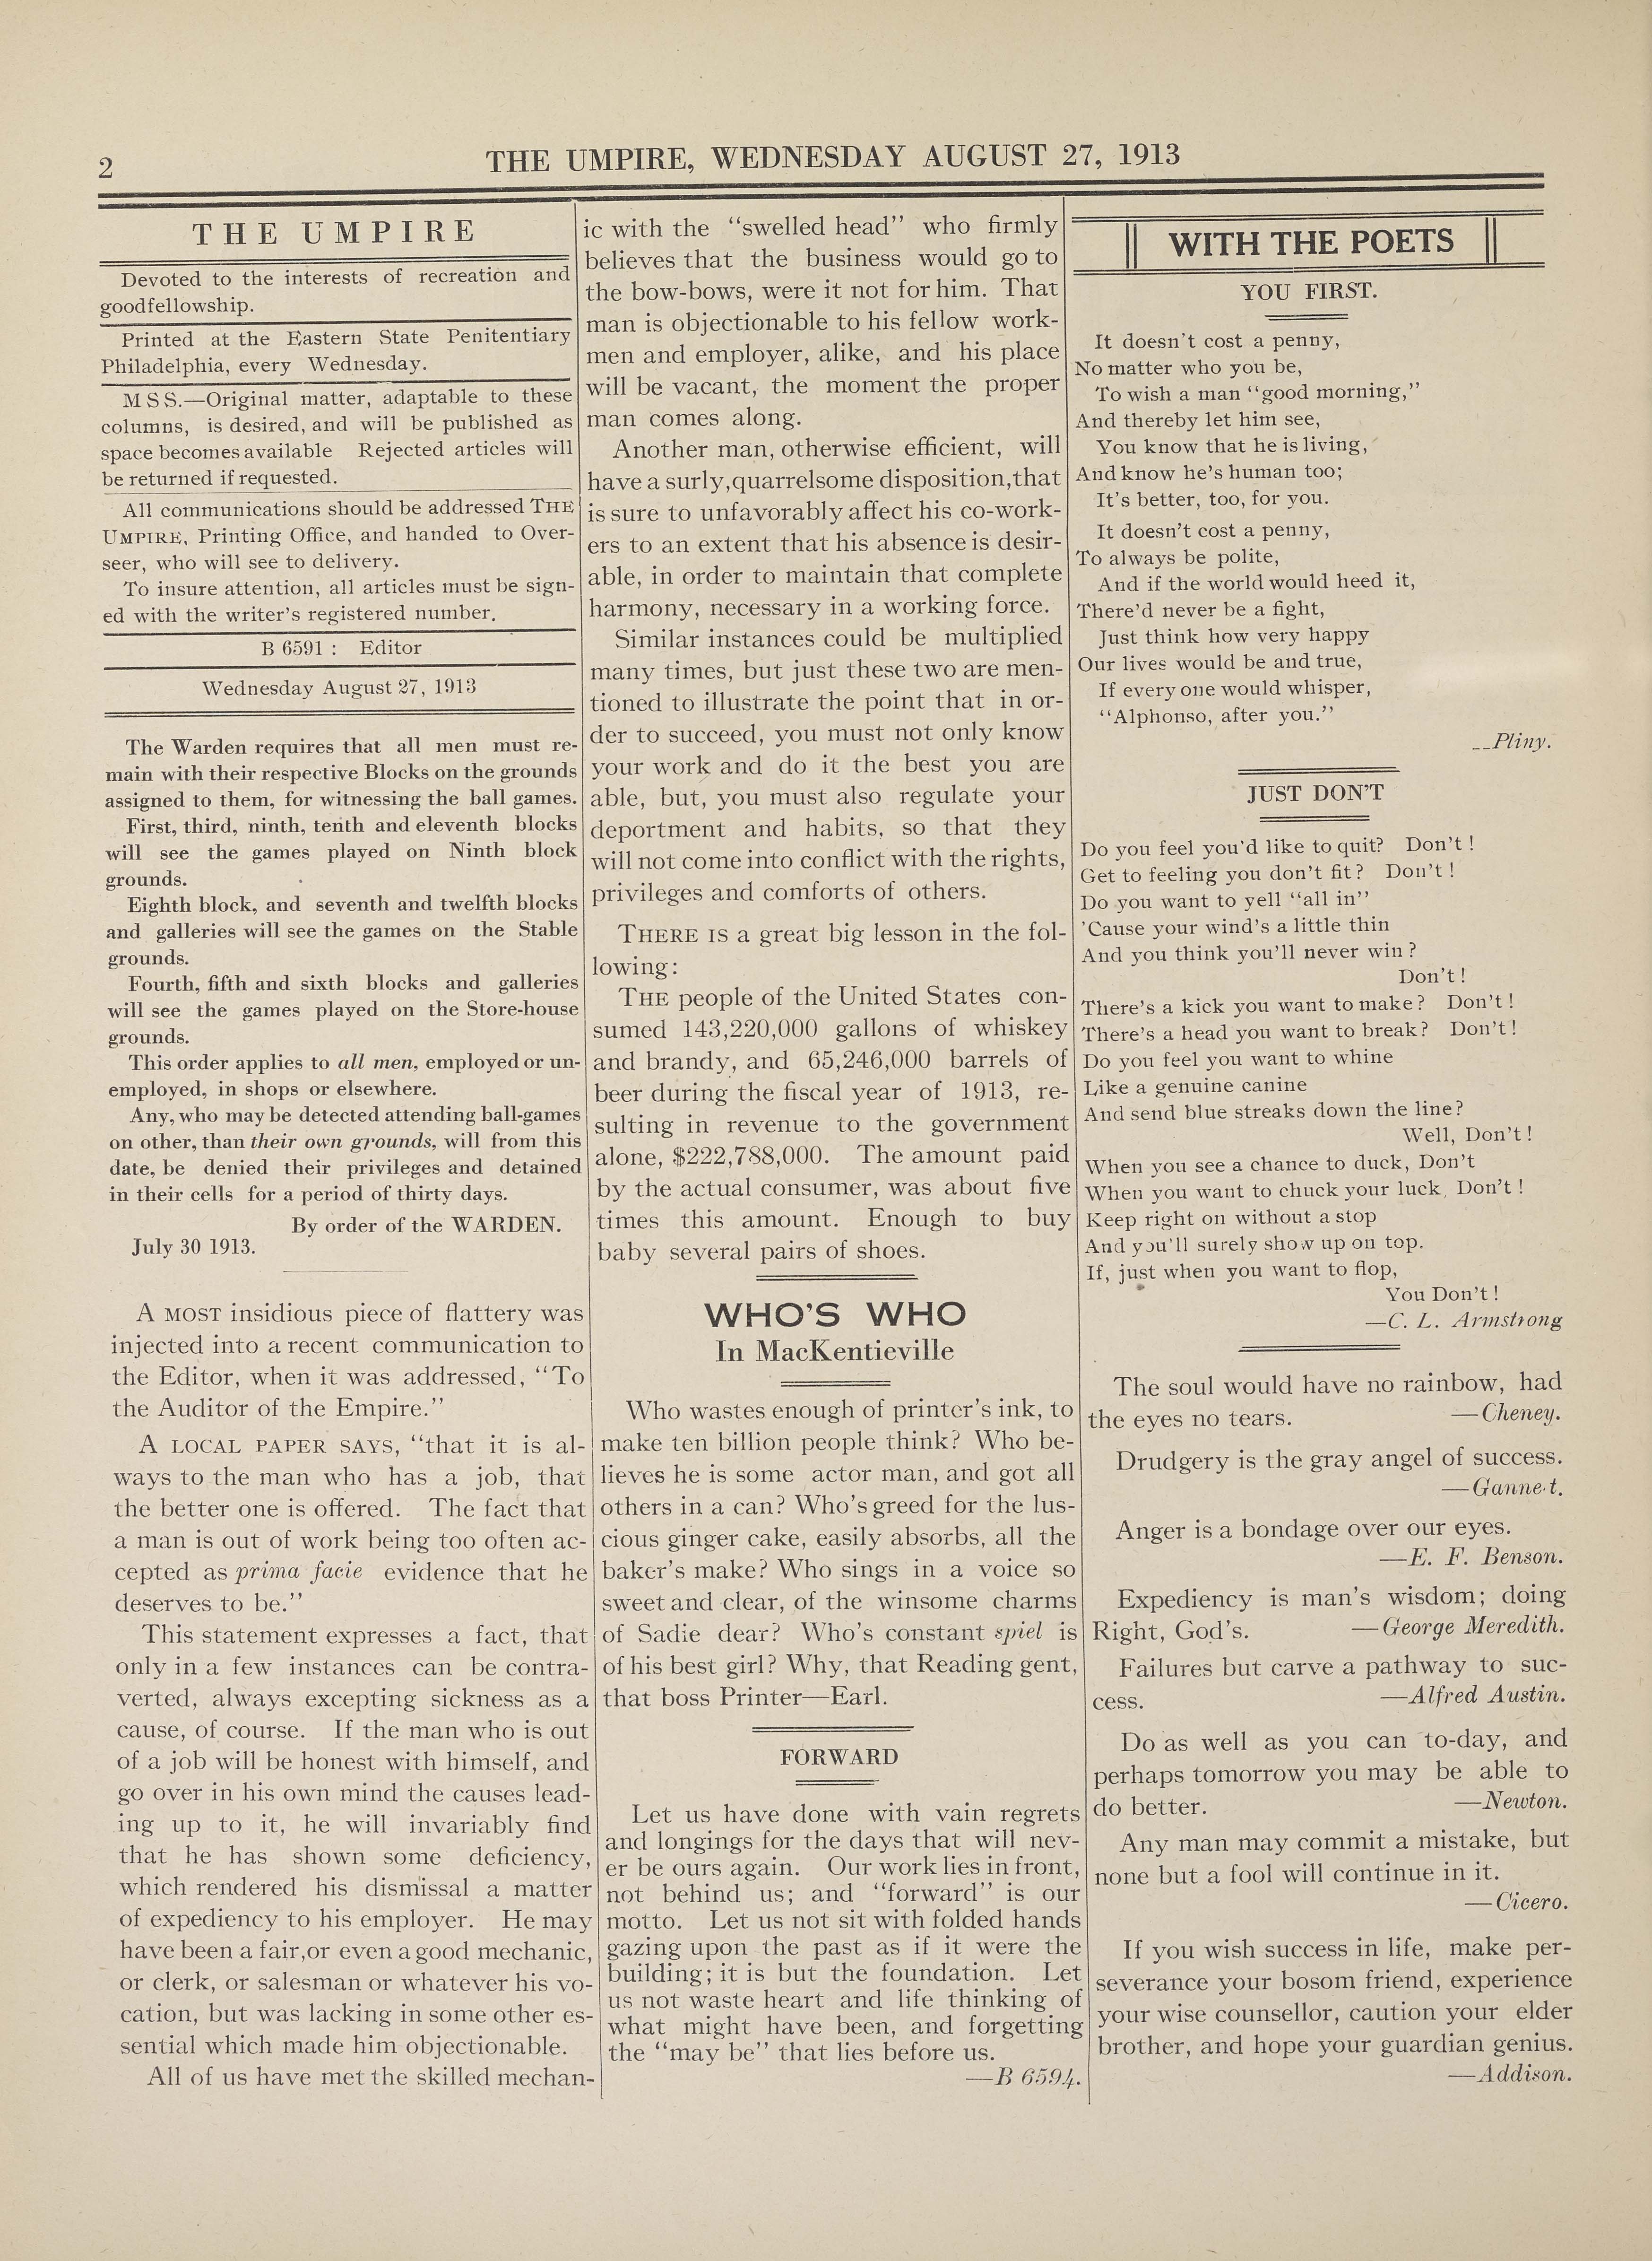 2
THE UMPIRE, WEDNESDAY AUGUST 27, 1913
THE UMPIRE
Devoted to the interests of recreation and
goodfellowship.
Printed at the Eastern State Penitentiary
Philadelphia, every Wednesday.
M S S.—Original matter, adaptable to these
columns, is desired, and will be published as
space becomes available Rejected articles will
be returned if requested.
All communications should be addressed THE
UMPIRE, Printing Office, and handed to Over-
seer, who will see to delivery.
To insure attention, all articles must be sign-
ed with the writer's registered number.
B 6591 : Editor
Wednesday August 27, 1913
The Warden requires that all men must re-
main with their respective Blocks on the grounds
assigned to them, for witnessing the ball games.
First, third, ninth, tenth and eleventh blocks
will see the games played on Ninth block
grounds.
Eighth block, and seventh and twelfth blocks
and galleries will see the games on the Stable
grounds.
Fourth, fifth and sixth blocks and galleries
will see the games played on the Store-house
grounds.
This order applies to all men, employed or un-
employed, in shops or elsewhere.
Any, who may be detected attending ball-games
on other, than their own grounds, will from this
date, be denied their privileges and detained
in their cells for a period of thirty days.
By order of the WARDEN.
July 30 1913.
A MOST insidious piece of flattery was
injected into a recent communication to
the Editor, when it was addressed, "To
the Auditor of the Empire."
A LOCAL PAPER SAYS, "that it is al-
ways to the man who has a job, that
the better one is offered. The fact that
a man is out of work being too often ac-
cepted as prima facie evidence that he
deserves to be."
This statement expresses a fact, that
only in a few instances can be contra-
verted, always excepting sickness as a
cause, of course. If the man who is out
of a job will be honest with himself, and
go over in his own mind the causes lead-
ing up to it, he will invariably find
that he has shown some deficiency,
which rendered his dismissal a matter
of expediency to his employer. He may
have been a fair,or even a good mechanic,
or clerk, or salesman or whatever his vo-
cation, but was lacking in some other es-
sential which made him objectionable.
All of us have met the skilled mechan-
ic with the "swelled head" who firmly
believes that the business would go to
the bow-bows, were it not for him. That
man is objectionable to his fellow work-
men and employer, alike, and his place
will be vacant, the moment the proper
man comes along.
Another man, otherwise efficient, will
have a surly,quarrelsome disposition,that
is sure to unfavorably affect his co-work-
ers to an extent that his absence is desir-
able, in order to maintain that complete
harmony, necessary in a working force.
Similar instances could be multiplied
many times, but just these two are men-
tioned to illustrate the point that in or-
der to succeed, you must not only know
your work and do it the best you are
able, but, you must also regulate your
deportment and habits, so that they
will not come into conflict with the rights,
privileges and comforts of others.
THERE IS a great big lesson in the fol-
lowing:
THE people of the United States con-
sumed 143,220,000 gallons of whiskey
and brandy, and 65,246,000 barrels of
beer during the fiscal year of 1913, re-
sulting in revenue to the government
alone, $222,788,000. The amount paid
by the actual consumer, was about five
times this amount. Enough to buy
baby several pairs of shoes.
WHO'S WHO
In MacKentieville
Who wastes enough of printer's ink, to
make ten billion people think? Who be-
lieves he is some actor man, and got all
others in a can? Who's greed for the lus-
cious ginger cake, easily absorbs, all the
baker's make? Who sings in a voice so
sweet and clear, of the winsome charms
of Sadie dear? Who's constant spiel is
of his best girl? Why, that Reading gent,
that boss Printer—Earl.
FORWARD
Let us have done with vain regrets
and longings for the days that will nev-
er be ours again. Our work lies in front,
not behind us; and "forward" is our
motto. Let us not sit with folded hands
gazing upon the past as if it were the
building; it is but the foundation. Let
us not waste heart and life thinking of
what might have been, and forgetting
the "may be" that lies before us.
—B 6594.
WITH THE POETS
YOU FIRST.
It doesn't cost a penny,
No matter who you be,
To wish a man "good morning,"
And thereby let him see,
You know that he is living,
And know he's human too;
It's better, too, for you.
It doesn't cost a penny,
To always be polite,
And if the world would heed it,
There'd never be a fight,
Just think how very happy
Our lives would be and true,
If every one would whisper,
"Alphonso, after you."
__Pliny.
JUST DON'T
Do you feel you'd like to quit? Don't !
Get to feeling you don't fit? Don't !
Do you want to yell "all in"
'Cause your wind's a little thin
And you think you'll never win ?
Don't !
There's a kick you want to make? Don't !
There's a head you want to break? Don't !
Do you feel you want to whine
Like a genuine canine
And send blue streaks down the line?
Well, Don't !
When you see a chance to duck, Don't
When you want to chuck your luck, Don't !
Keep right on without a stop
And you'll surely show up on top.
If, just when you want to flop,
You Don't !
—C. L. Armstrong
The soul would have no rainbow, had
the eyes no tears. —Cheney.
Drudgery is the gray angel of success.
—Gannet.
Anger is a bondage over our eyes.
—E. F. Benson.
Expediency is man's wisdom; doing
Right, God's. —George Meredith.
Failures but carve a pathway to suc-
cess. —Alfred Austin.
Do as well as you can to-day, and
perhaps tomorrow you may be able to
do better. —Newton.
Any man may commit a mistake, but
none but a fool will continue in it.
—Cicero.
If you wish success in life, make per-
severance your bosom friend, experience
your wise counsellor, caution your elder
brother, and hope your guardian genius.
—Addison.